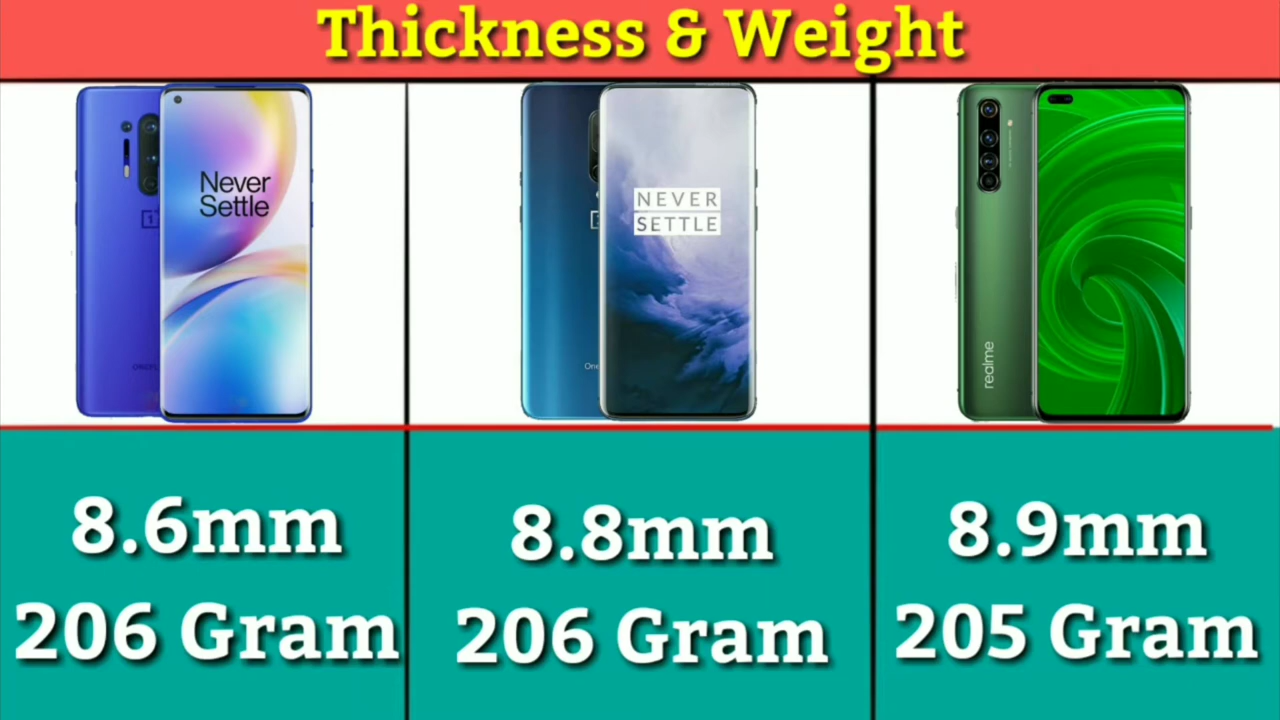 Thickness & Weight
Never
Settle
NEVER
SETTLE
One
realme
8.6mm
8.8mm
8.9mm
206 Gram
206 Gram
205 Gram